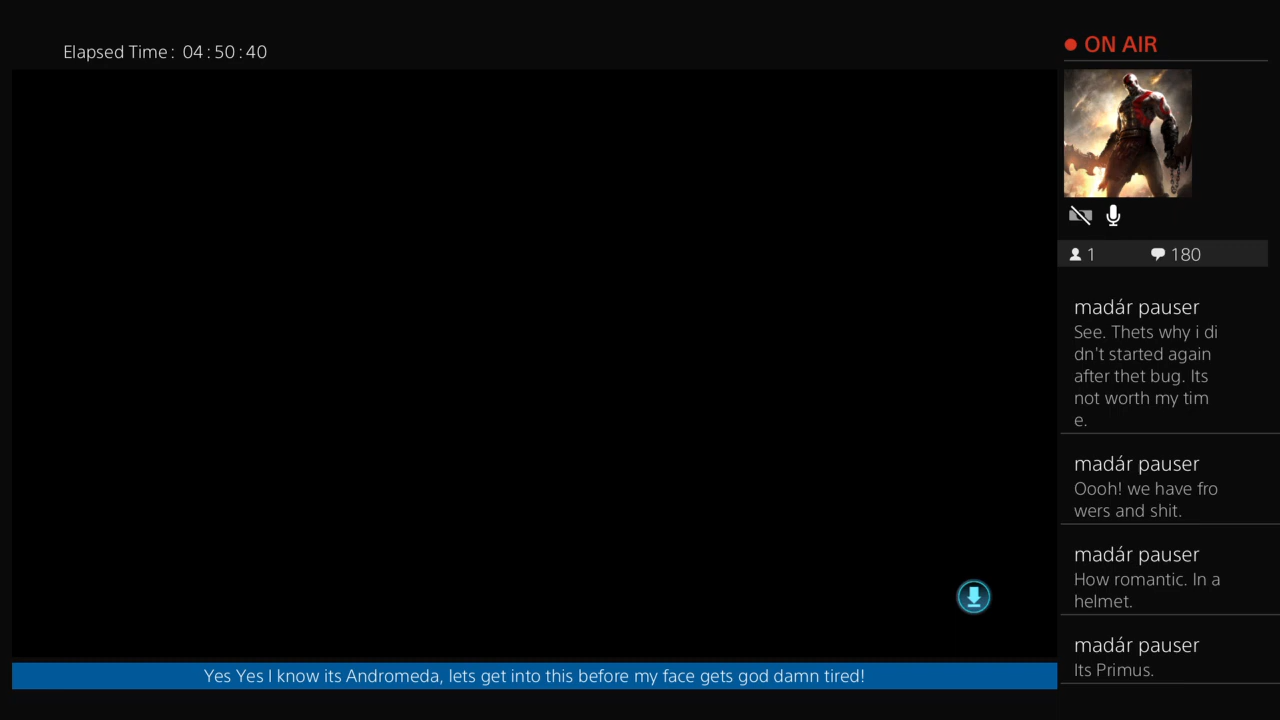 Elapsed Time: 04:50:40
ON AIR
1 180
madár pauser
See. Thets why i di
dn't started again
after thet bug. Its
not worth my tim
e.
madár pauser
Oooh! we have fro
wers and shit.
madár pauser
How romantic. In a
helmet.
madár pauser
Its Primus.
Yes Yes I know its Andromeda, lets get into this before my face gets god damn tired!